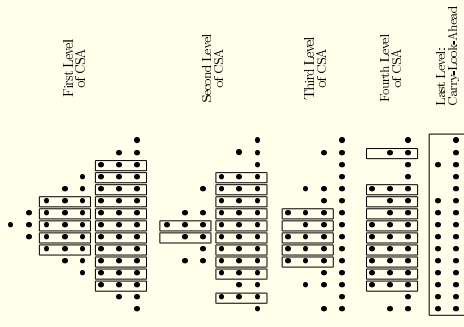 First Level
of CSA
Second Level
of CSA
Third Level
of CSA
Fourth Level
of CSA
Last Level:
Carry-Look-Ahead